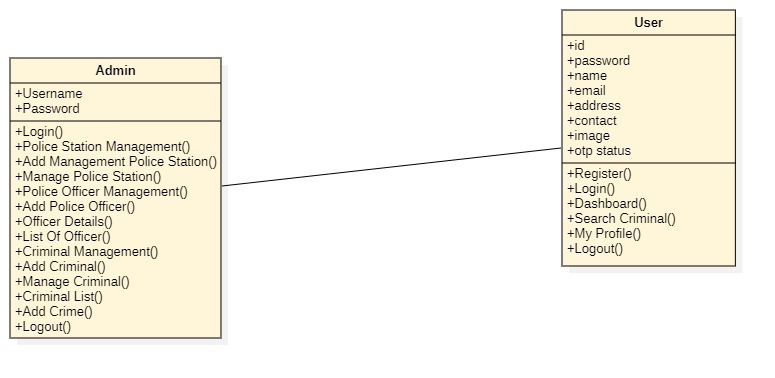 Admin
+Username
+Password
+Login()
+Police Station Management()
+Add Management Police Station()
+Manage Police Station()
+Police Officer Management()
+Add Police Officer()
+Officer Details()
+List Of Officer()
+Criminal Management()
+Add Criminal()
+Manage Criminal()
+Criminal List()
+Add Crime()
+Logout()
User
+id
+password
+name
+email
+address
+contact
+image
+otp status
+Register()
+Login()
+Dashboard()
+Search Criminal()
+My Profile()
+Logout()